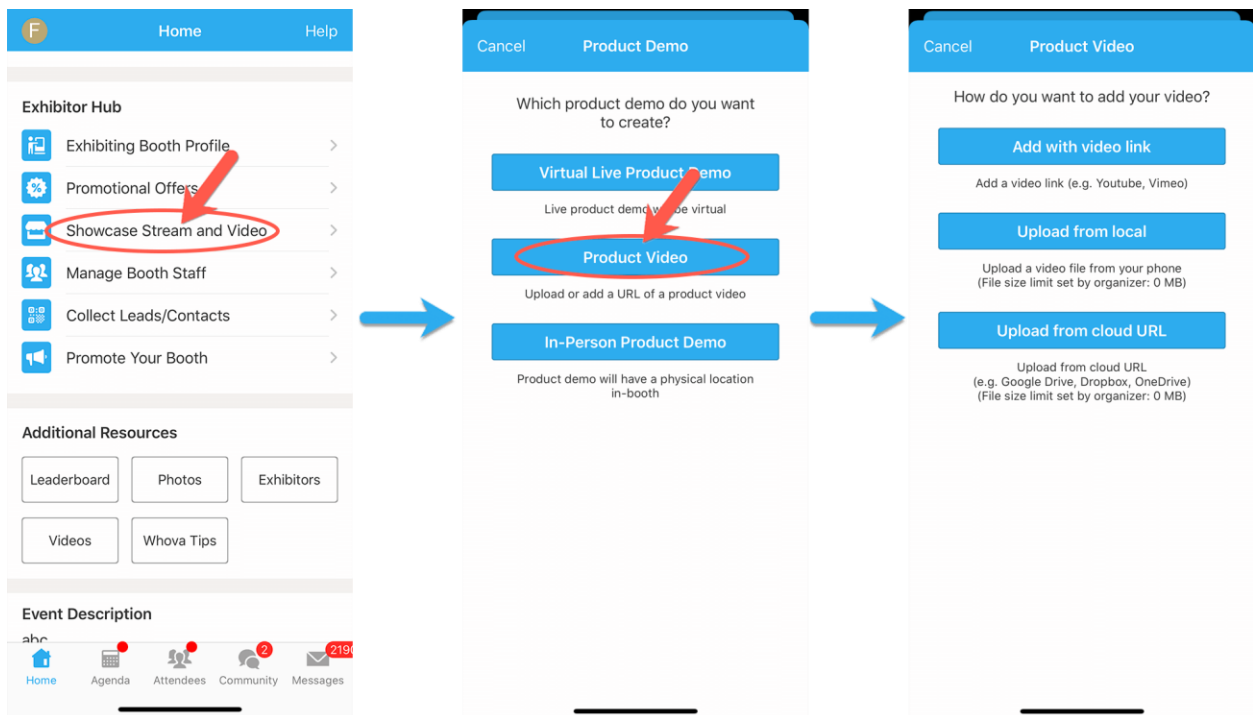 F
Home
Help
Exhibitor Hub
Exhibiting Booth Profile
Promotional Offers
Showcase Stream and Video
Manage Booth Staff
Collect Leads/Contacts
Promote Your Booth
Additional Resources
Leaderboard
Photos
Exhibitors
Videos
Whova Tips
Event Description
abc
2
219
Home
Agenda
Attendees
Community
Messages
Cancel
Product Demo
Which product demo do you want
to create?
Virtual Live Product Demo
Live product demo be virtual
Product Video
Upload or add a URL of a product video
In-Person Product Demo
Product demo will have a physical location
in-booth
Cancel
Product Video
How do you want to add your video?
Add with video link
Add a video link (e.g. Youtube, Vimeo)
Upload from local
Upload a video file from your phone
(File size limit set by organizer: 0 MB)
Upload from cloud URL
Upload from cloud URL
(e.g. Google Drive, Dropbox, OneDrive)
(File size limit set by organizer: 0 MB)